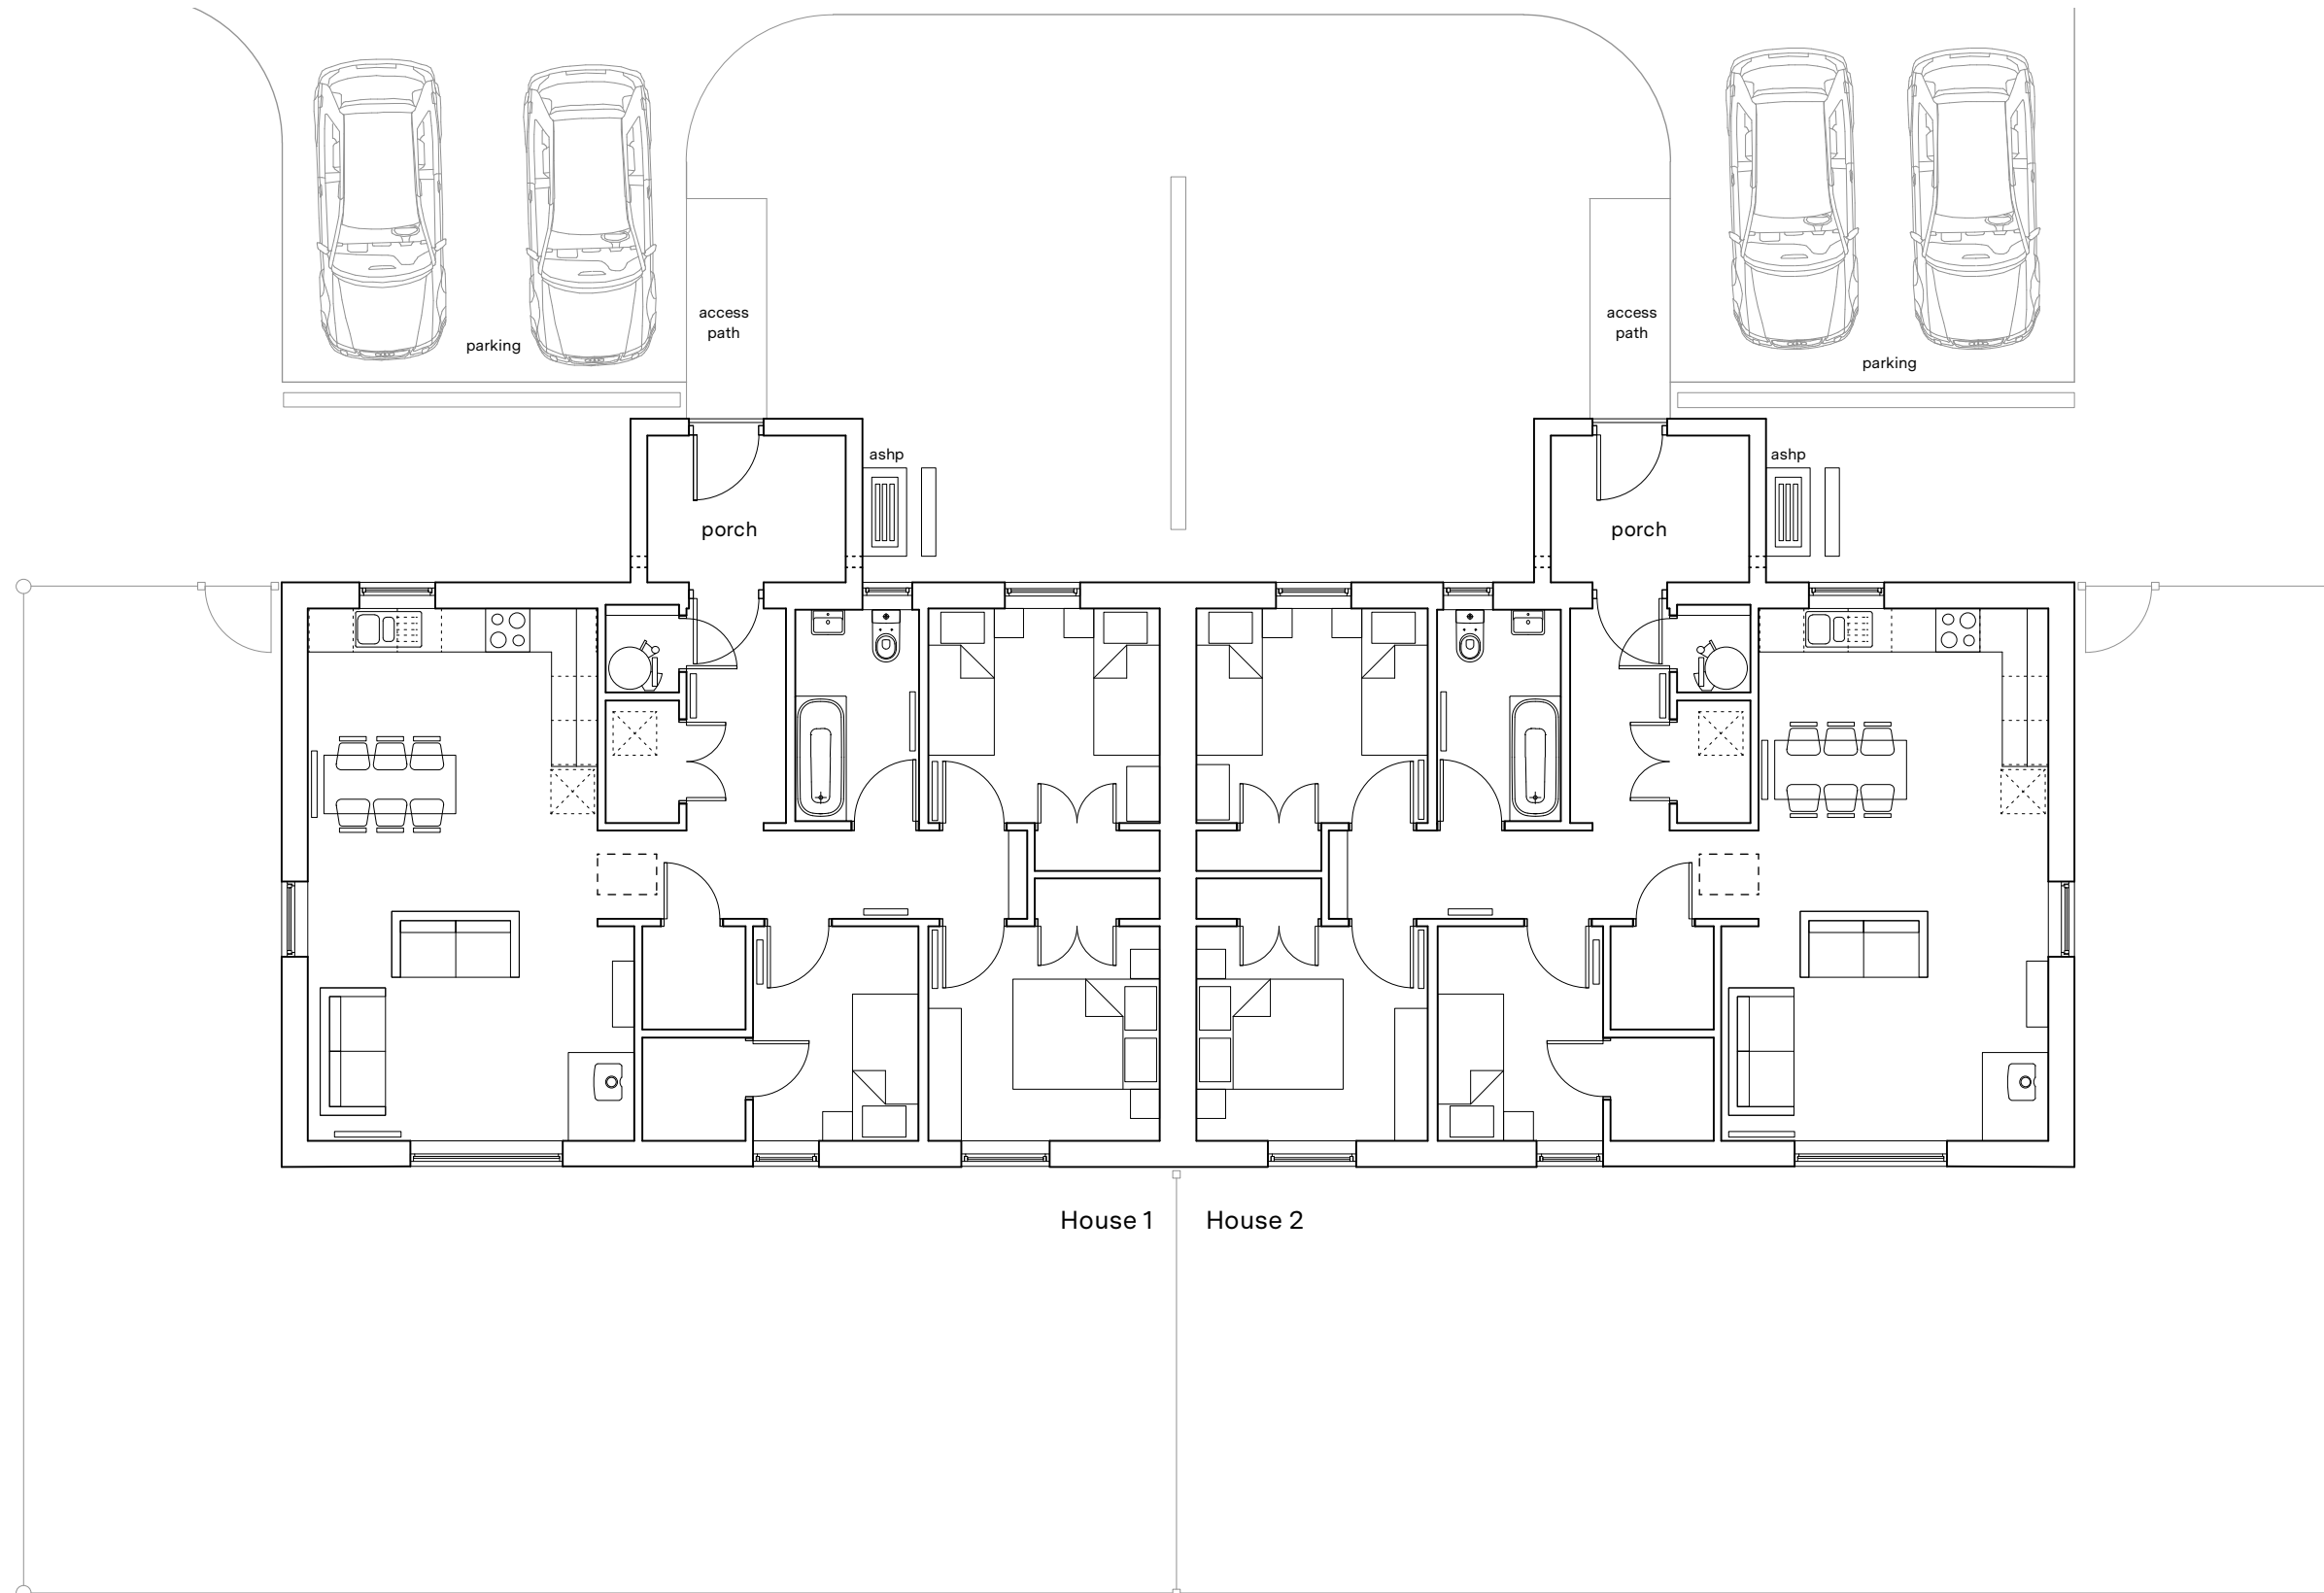 access
path
access
path
parking
parking
ashp
ashp
porch
porch
House 1
House 2